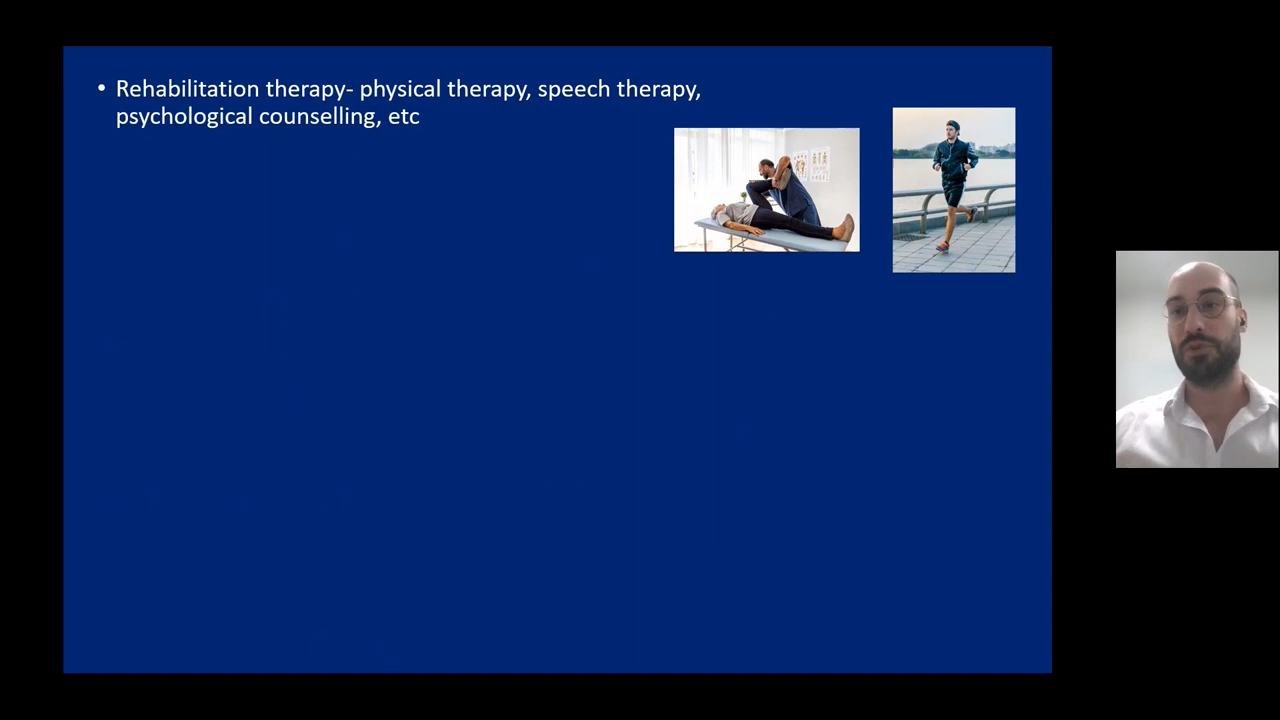 • Rehabilitation therapy- physical therapy, speech therapy,
psychological counselling, etc